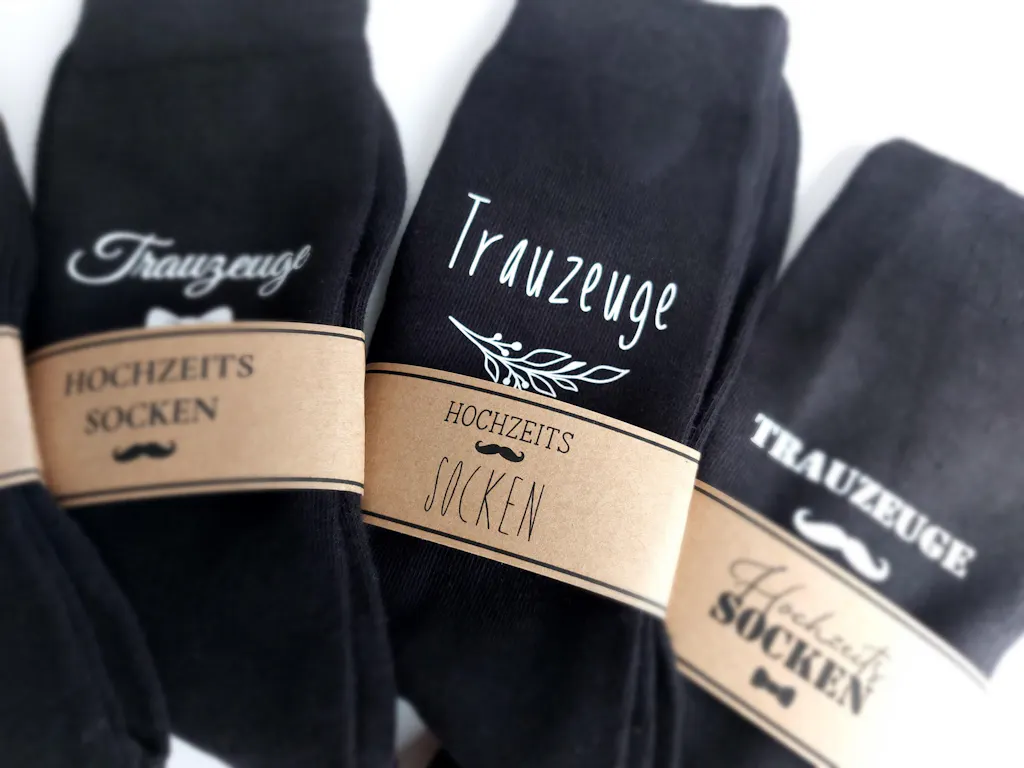 Trauzeuge
HOCHZEITS
SOCKEN
Trauzeuge
HOCHZEITS
SOCKEN
TRAUZEUGE
Hochzeits
SOCKEN